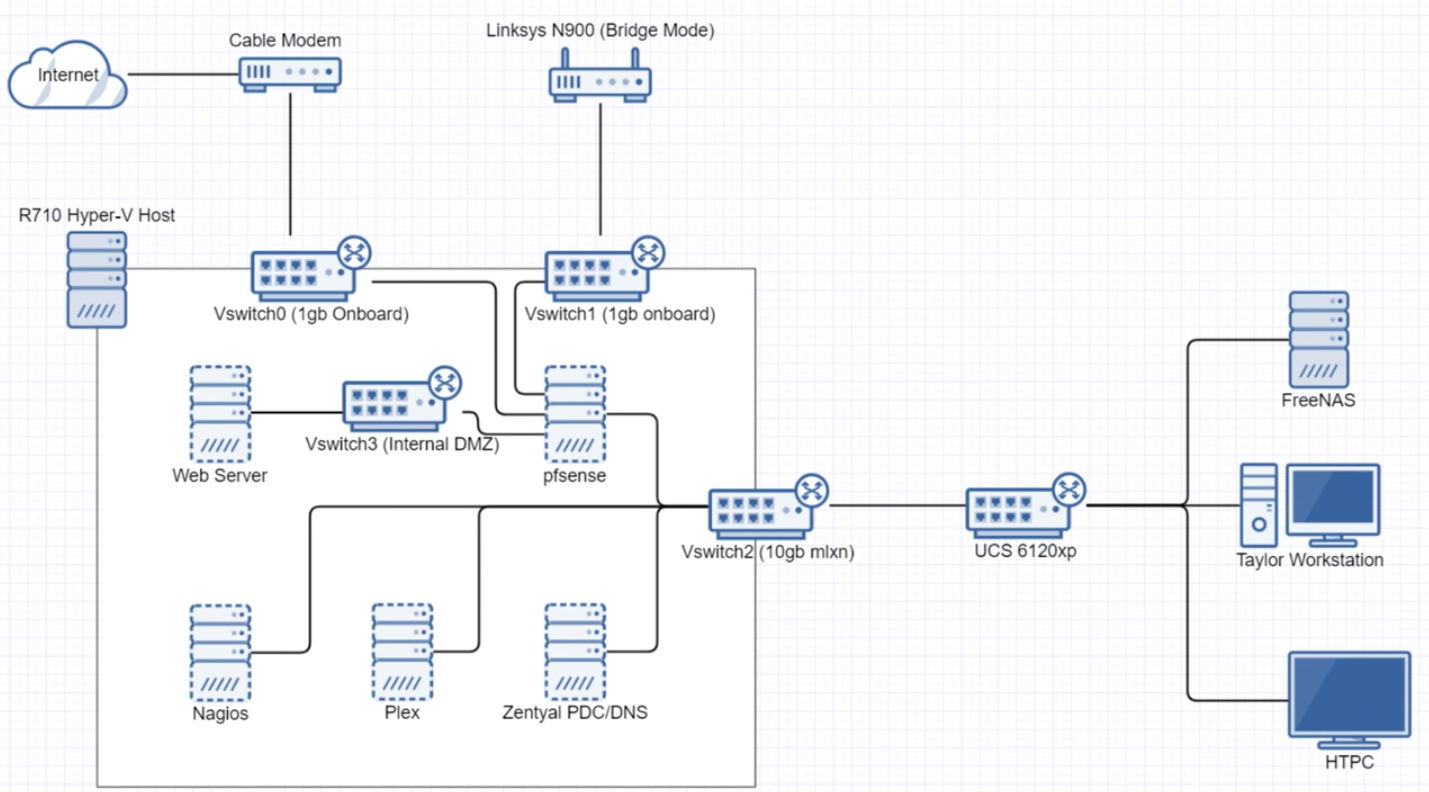 Linksys N900 (Bridge Mode)
Cable Modem
Internet
R710 Hyper-V Host
Vswitch0 (1gb Onboard)
Vswitch1 (1gb onboard)
FreeNAS
Vswitch3 (Internal DMZ)
Web Server
pfsense
Vswitch2 (10gb mlxn)
UCS 6120xp
Taylor Workstation
Nagios
Plex
Zentyal PDC/DNS
HTPC